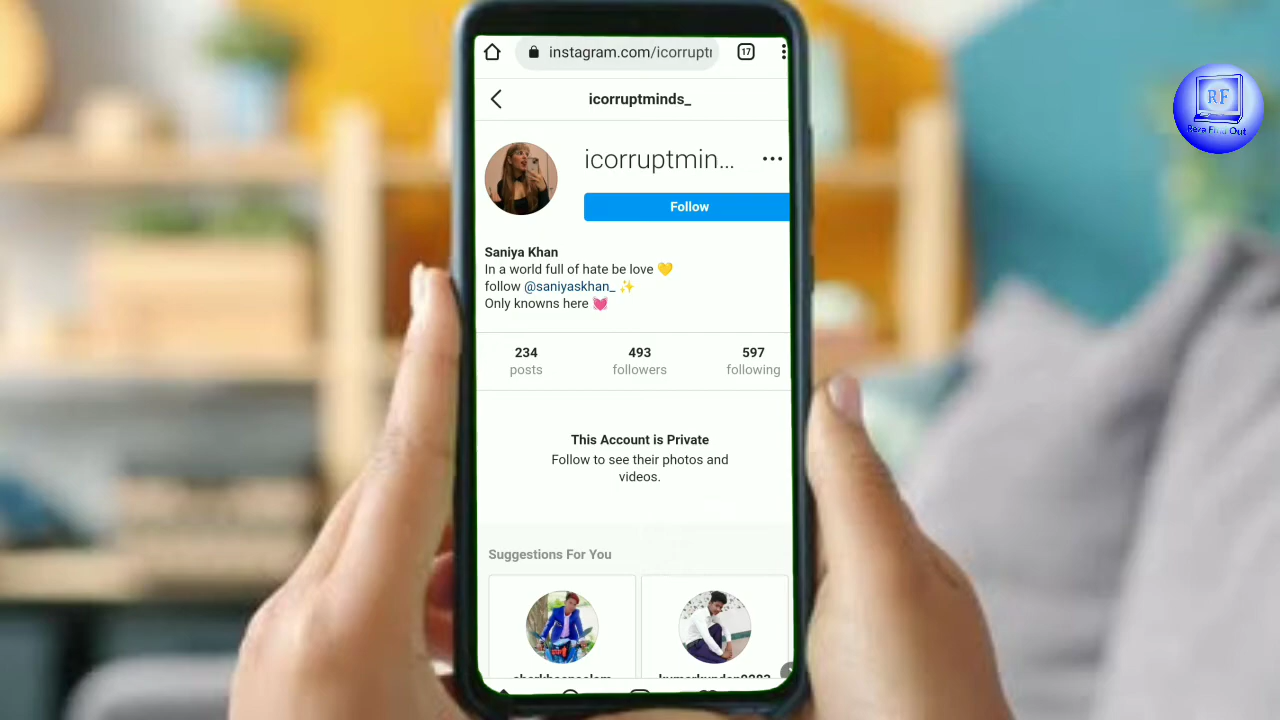 instagram.com/icorrupti
17
icorruptminds_
icorruptmin...
Follow
Saniya Khan
In a world full of hate be love 💛
follow @saniyaskhan_ ✨
Only knowns here 💓
234 493 597
posts followers following
This Account is Private
Follow to see their photos and
videos.
Suggestions For You
RF
Find Out